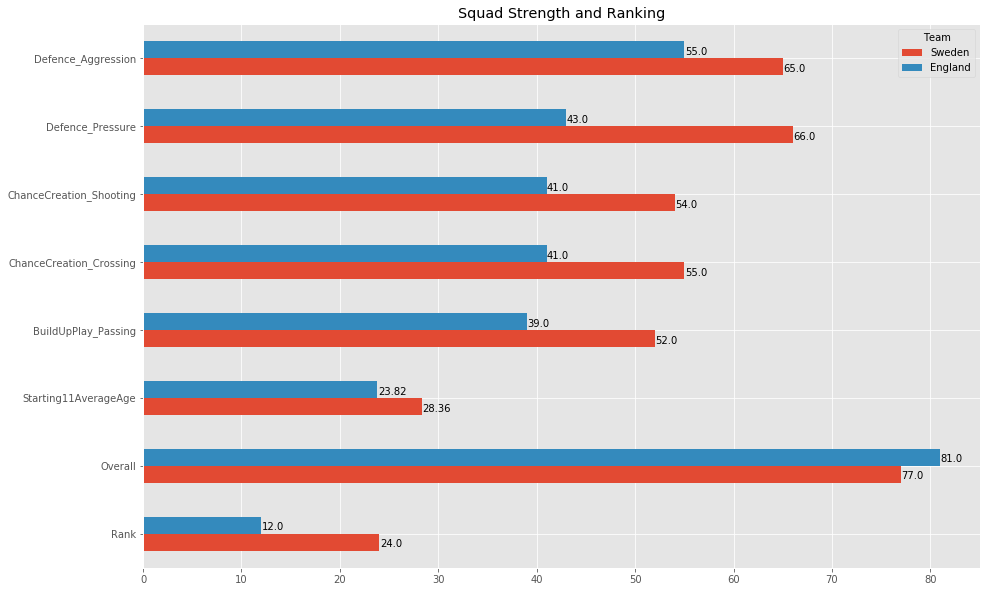 Squad Strength and Ranking
Team
Sweden
England
Defence_Aggression
55.0
65.0
Defence_Pressure
43.0
66.0
ChanceCreation_Shooting
41.0
54.0
ChanceCreation_Crossing
41.0
55.0
BuildUpPlay_Passing
39.0
52.0
Starting11AverageAge
23.82
28.36
Overall
81.0
77.0
Rank
12.0
24.0
0 10 20 30 40 50 60 70 80